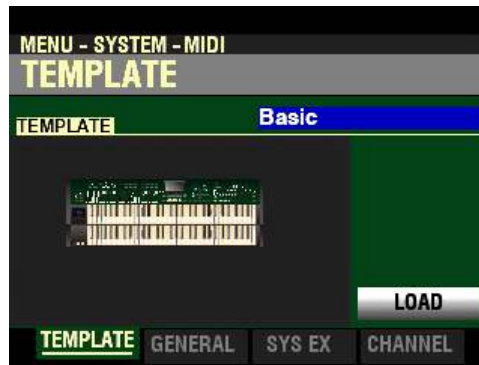 MENU - SYSTEM - MIDI
TEMPLATE
TEMPLATE Basic
LOAD
TEMPLATE GENERAL SYS EX CHANNEL